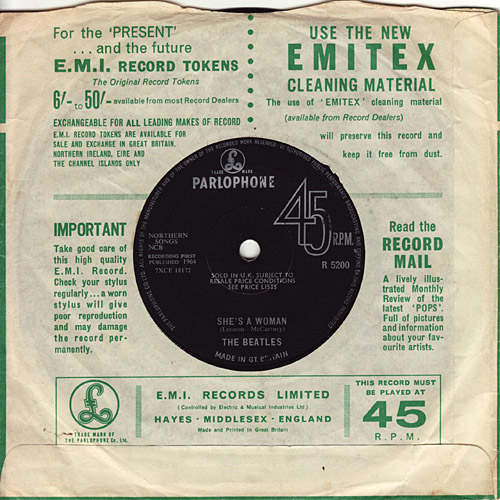 For the 'PRESENT'
...and the future
E.M.I. RECORD TOKENS
The Original Record Tokens
6/- to 50/- available from most Record Dealers
EXCHANGEABLE FOR ALL LEADING MAKES OF RECORD
E.M.I. RECORD TOKENS ARE AVAILABLE FOR
SALE AND EXCHANGE IN GREAT BRITAIN,
NORTHERN IRELAND, EIRE AND
THE CHANNEL ISLANDS ONLY
USE THE NEW
EMITEX
CLEANING MATERIAL
The use of 'EMITEX' cleaning material
(available from Record Dealers)
will preserve this record and
keep it free from dust.
TRADE MARK
PARLOPHONE
45 R.P.M.
NORTHERN
SONGS
NCB
RECORDING FIRST
PUBLISHED 1964
7XCE 18172
R 5200
SOLD IN U.K. SUBJECT TO
RESALE PRICE CONDITIONS
SEE PRICE LISTS
SHE'S A WOMAN
(Lennon - McCartney)
THE BEATLES
MADE IN GT. BRITAIN
IMPORTANT
Take good care of
this high quality
E.M.I. Record.
Check your stylus
regularly...a worn
stylus will give
poor reproduction
and may damage
the record per-
manently.
Read the
RECORD
MAIL
A lively illus-
trated Monthly
Review of the
latest 'POPS'.
Full of pictures
and information
about your fav-
ourite artists.
TRADE MARK OF
THE PARLOPHONE Co. Ltd.
E.M.I. RECORDS LIMITED
(Controlled by Electric & Musical Industries Ltd.)
HAYES · MIDDLESEX · ENGLAND
Made and Printed in Great Britain
THIS RECORD MUST
BE PLAYED AT
45
R.P.M.